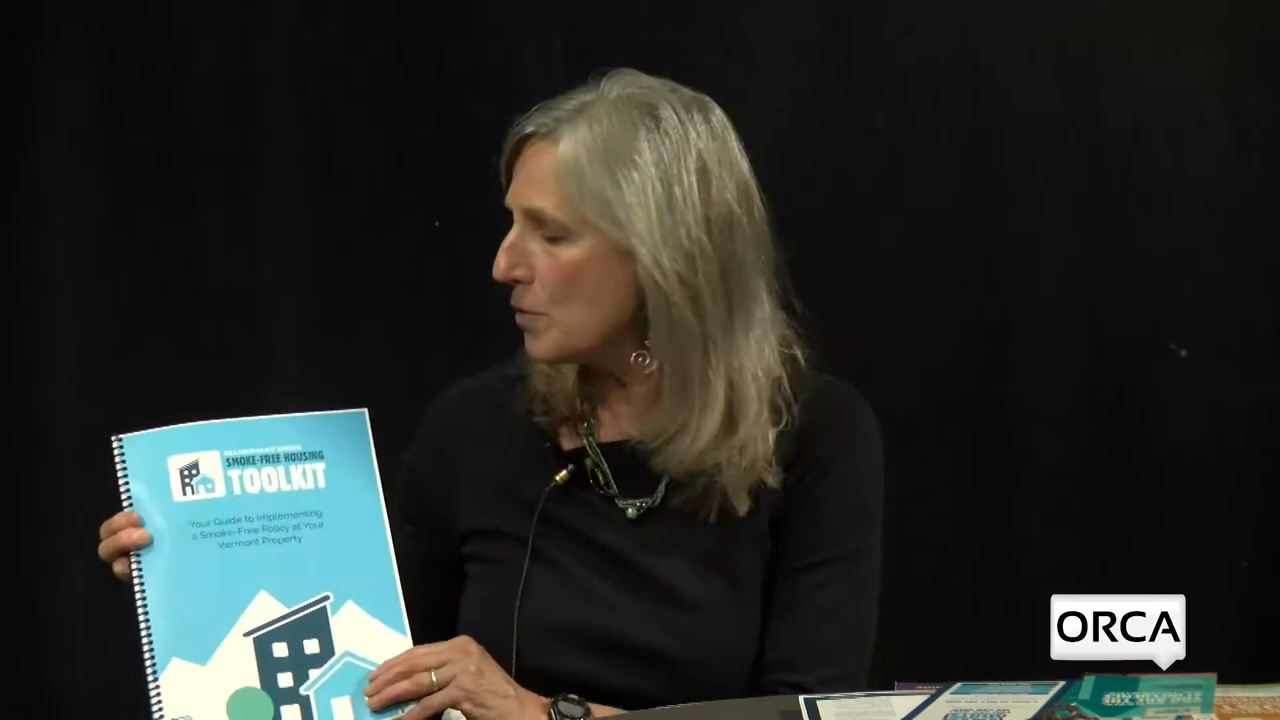 SMOKE-FREE HOUSING
TOOLKIT
Your Guide to Implementing
a Smoke-Free Policy at Your
Vermont Property
ORCA